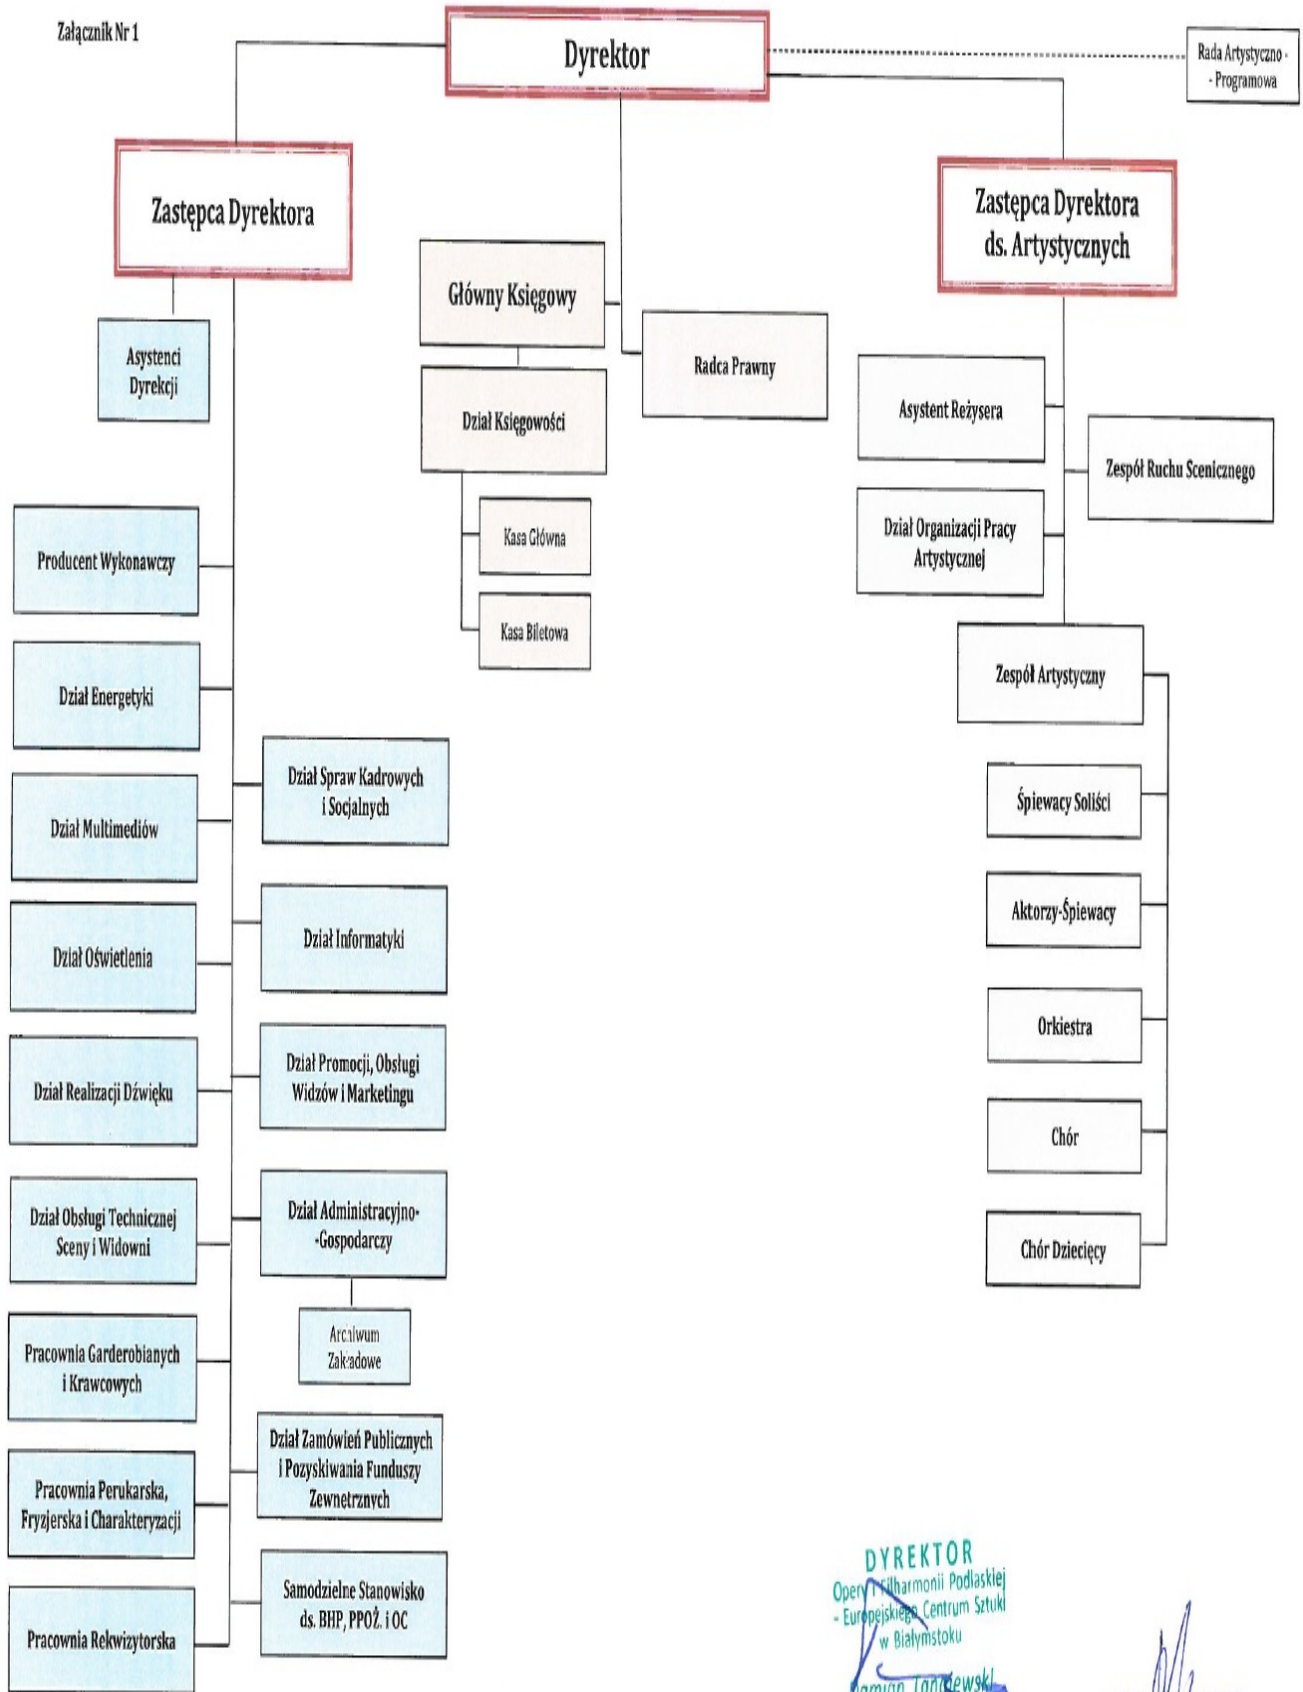 Załącznik Nr 1
Dyrektor
Rada Artystyczno -
- Programowa
Zastępca Dyrektora
Zastępca Dyrektora
ds. Artystycznych
Główny Księgowy
Radca Prawny
Asystenci
Dyrekcji
Dział Księgowości
Asystent Reżysera
Zespół Ruchu Scenicznego
Kasa Główna
Dział Organizacji Pracy
Artystycznej
Kasa Biletowa
Producent Wykonawczy
Dział Energetyki
Dział Multimediów
Dział Oświetlenia
Dział Realizacji Dźwięku
Dział Obsługi Technicznej
Sceny i Widowni
Pracownia Garderobianych
i Krawcowych
Pracownia Perukarska,
Fryzjerska i Charakteryzacji
Pracownia Rekwizytorska
Dział Spraw Kadrowych
i Socjalnych
Dział Informatyki
Dział Promocji, Obsługi
Widzów i Marketingu
Dział Administracyjno-
-Gospodarczy
Archiwum
Zakładowe
Dział Zamówień Publicznych
i Pozyskiwania Funduszy
Zewnetrznych
Samodzielne Stanowisko
ds. BHP, PPOŻ. i OC
Zespół Artystyczny
Śpiewacy Soliści
Aktorzy-Śpiewacy
Orkiestra
Chór
Chór Dziecięcy
DYREKTOR
Opery i Filharmonii Podlaskiej
- Europejskiego Centrum Sztuki
w Białymstoku
Damian